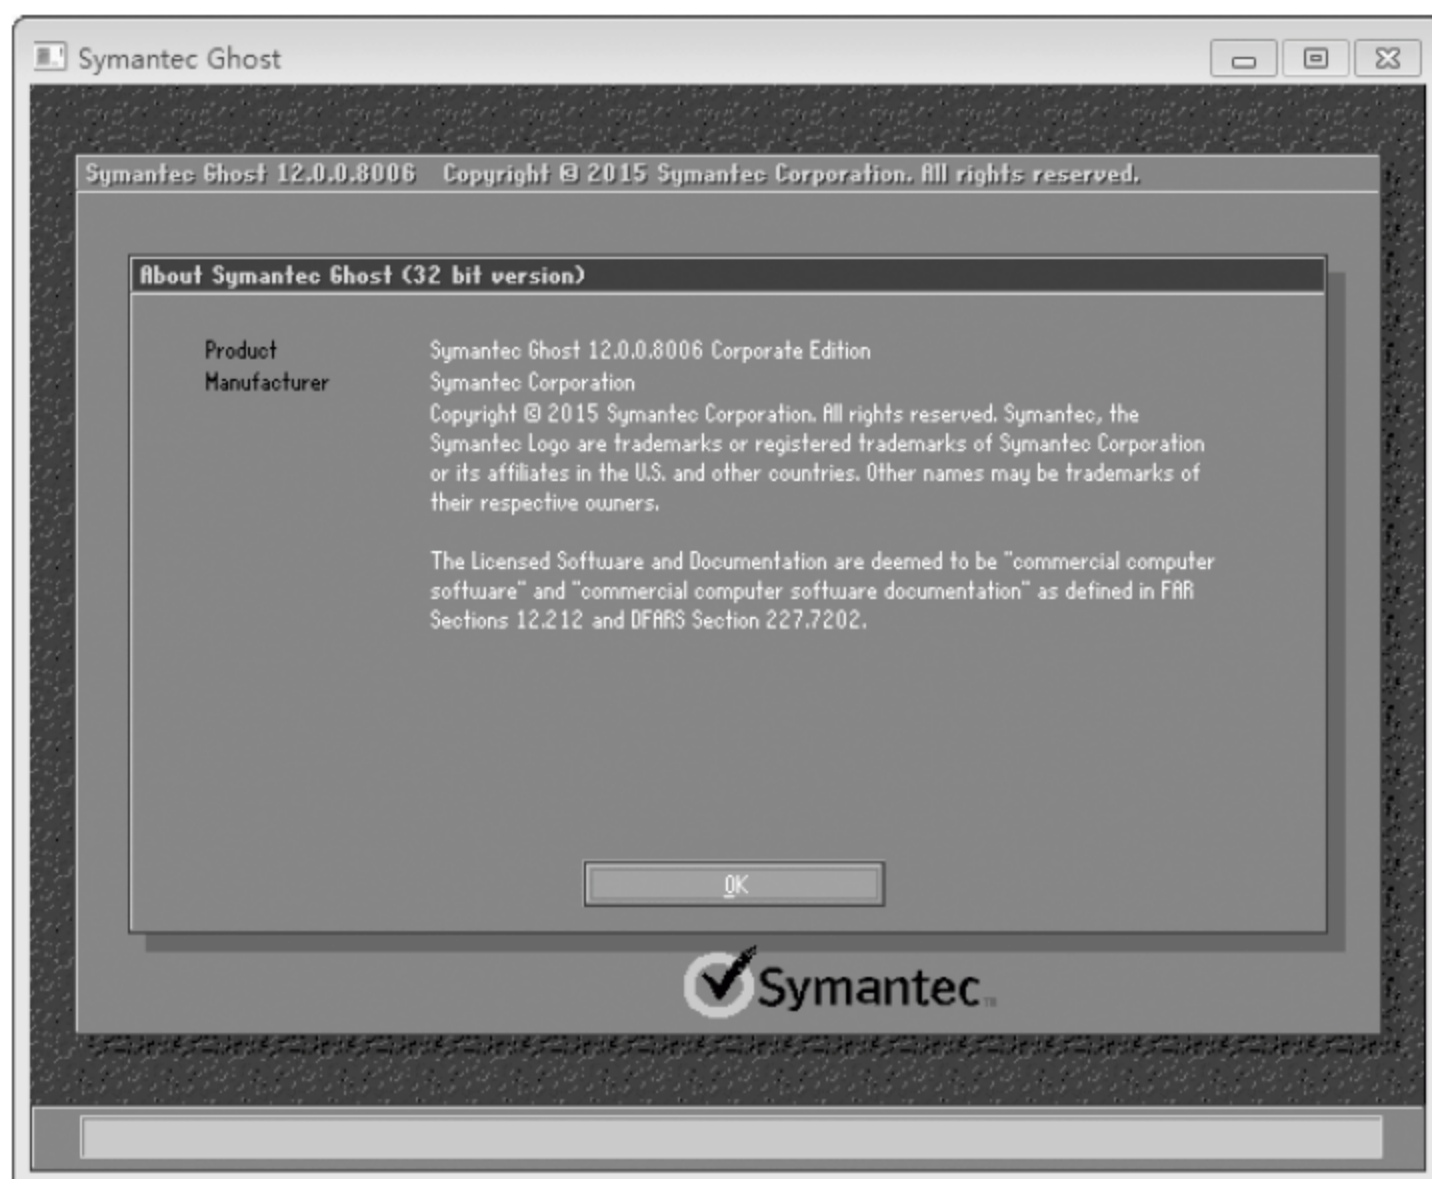 Symantec Ghost
Symantec Ghost 12.0.0.8006 Copyright © 2015 Symantec Corporation. All rights reserved.
About Symantec Ghost (32 bit version)
Product Symantec Ghost 12.0.0.8006 Corporate Edition
Manufacturer Symantec Corporation
Copyright © 2015 Symantec Corporation. All rights reserved. Symantec, the
Symantec Logo are trademarks or registered trademarks of Symantec Corporation
or its affiliates in the U.S. and other countries. Other names may be trademarks of
their respective owners.
The Licensed Software and Documentation are deemed to be "commercial computer
software" and "commercial computer software documentation" as defined in FAR
Sections 12.212 and DFARS Section 227.7202.
OK
Symantec™